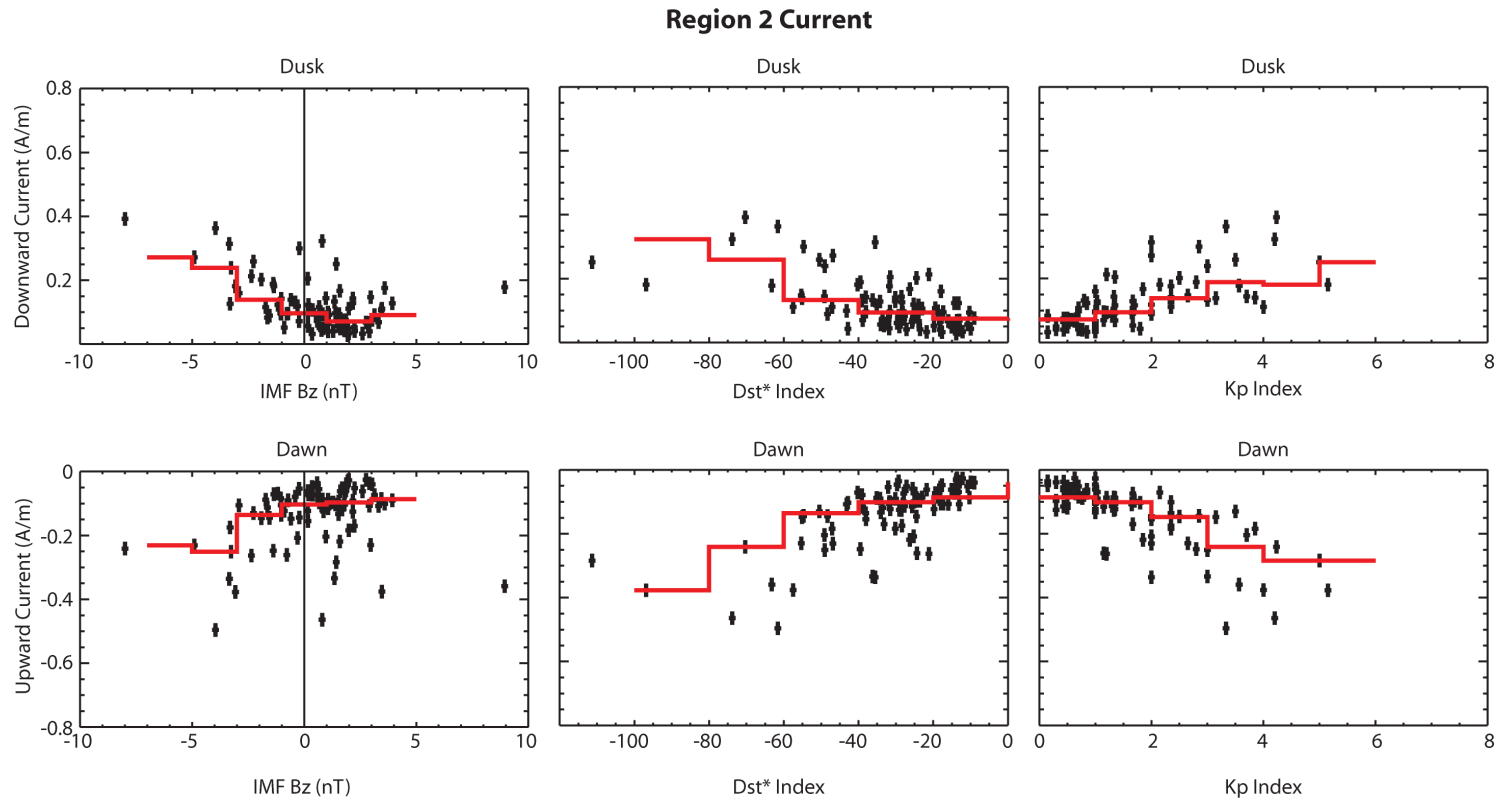 Region 2 Current
Dusk
Dusk
Dusk
Downward Current (A/m)
0.8
0.6
0.4
0.2
-10
-5
0
5
10
-100
-80
-60
-40
-20
0
0
2
4
6
8
IMF Bz (nT)
Dst* Index
Kp Index
Dawn
Dawn
Dawn
Upward Current (A/m)
0
-0.2
-0.4
-0.6
-0.8
-10
-5
0
5
10
-100
-80
-60
-40
-20
0
0
2
4
6
8
IMF Bz (nT)
Dst* Index
Kp Index